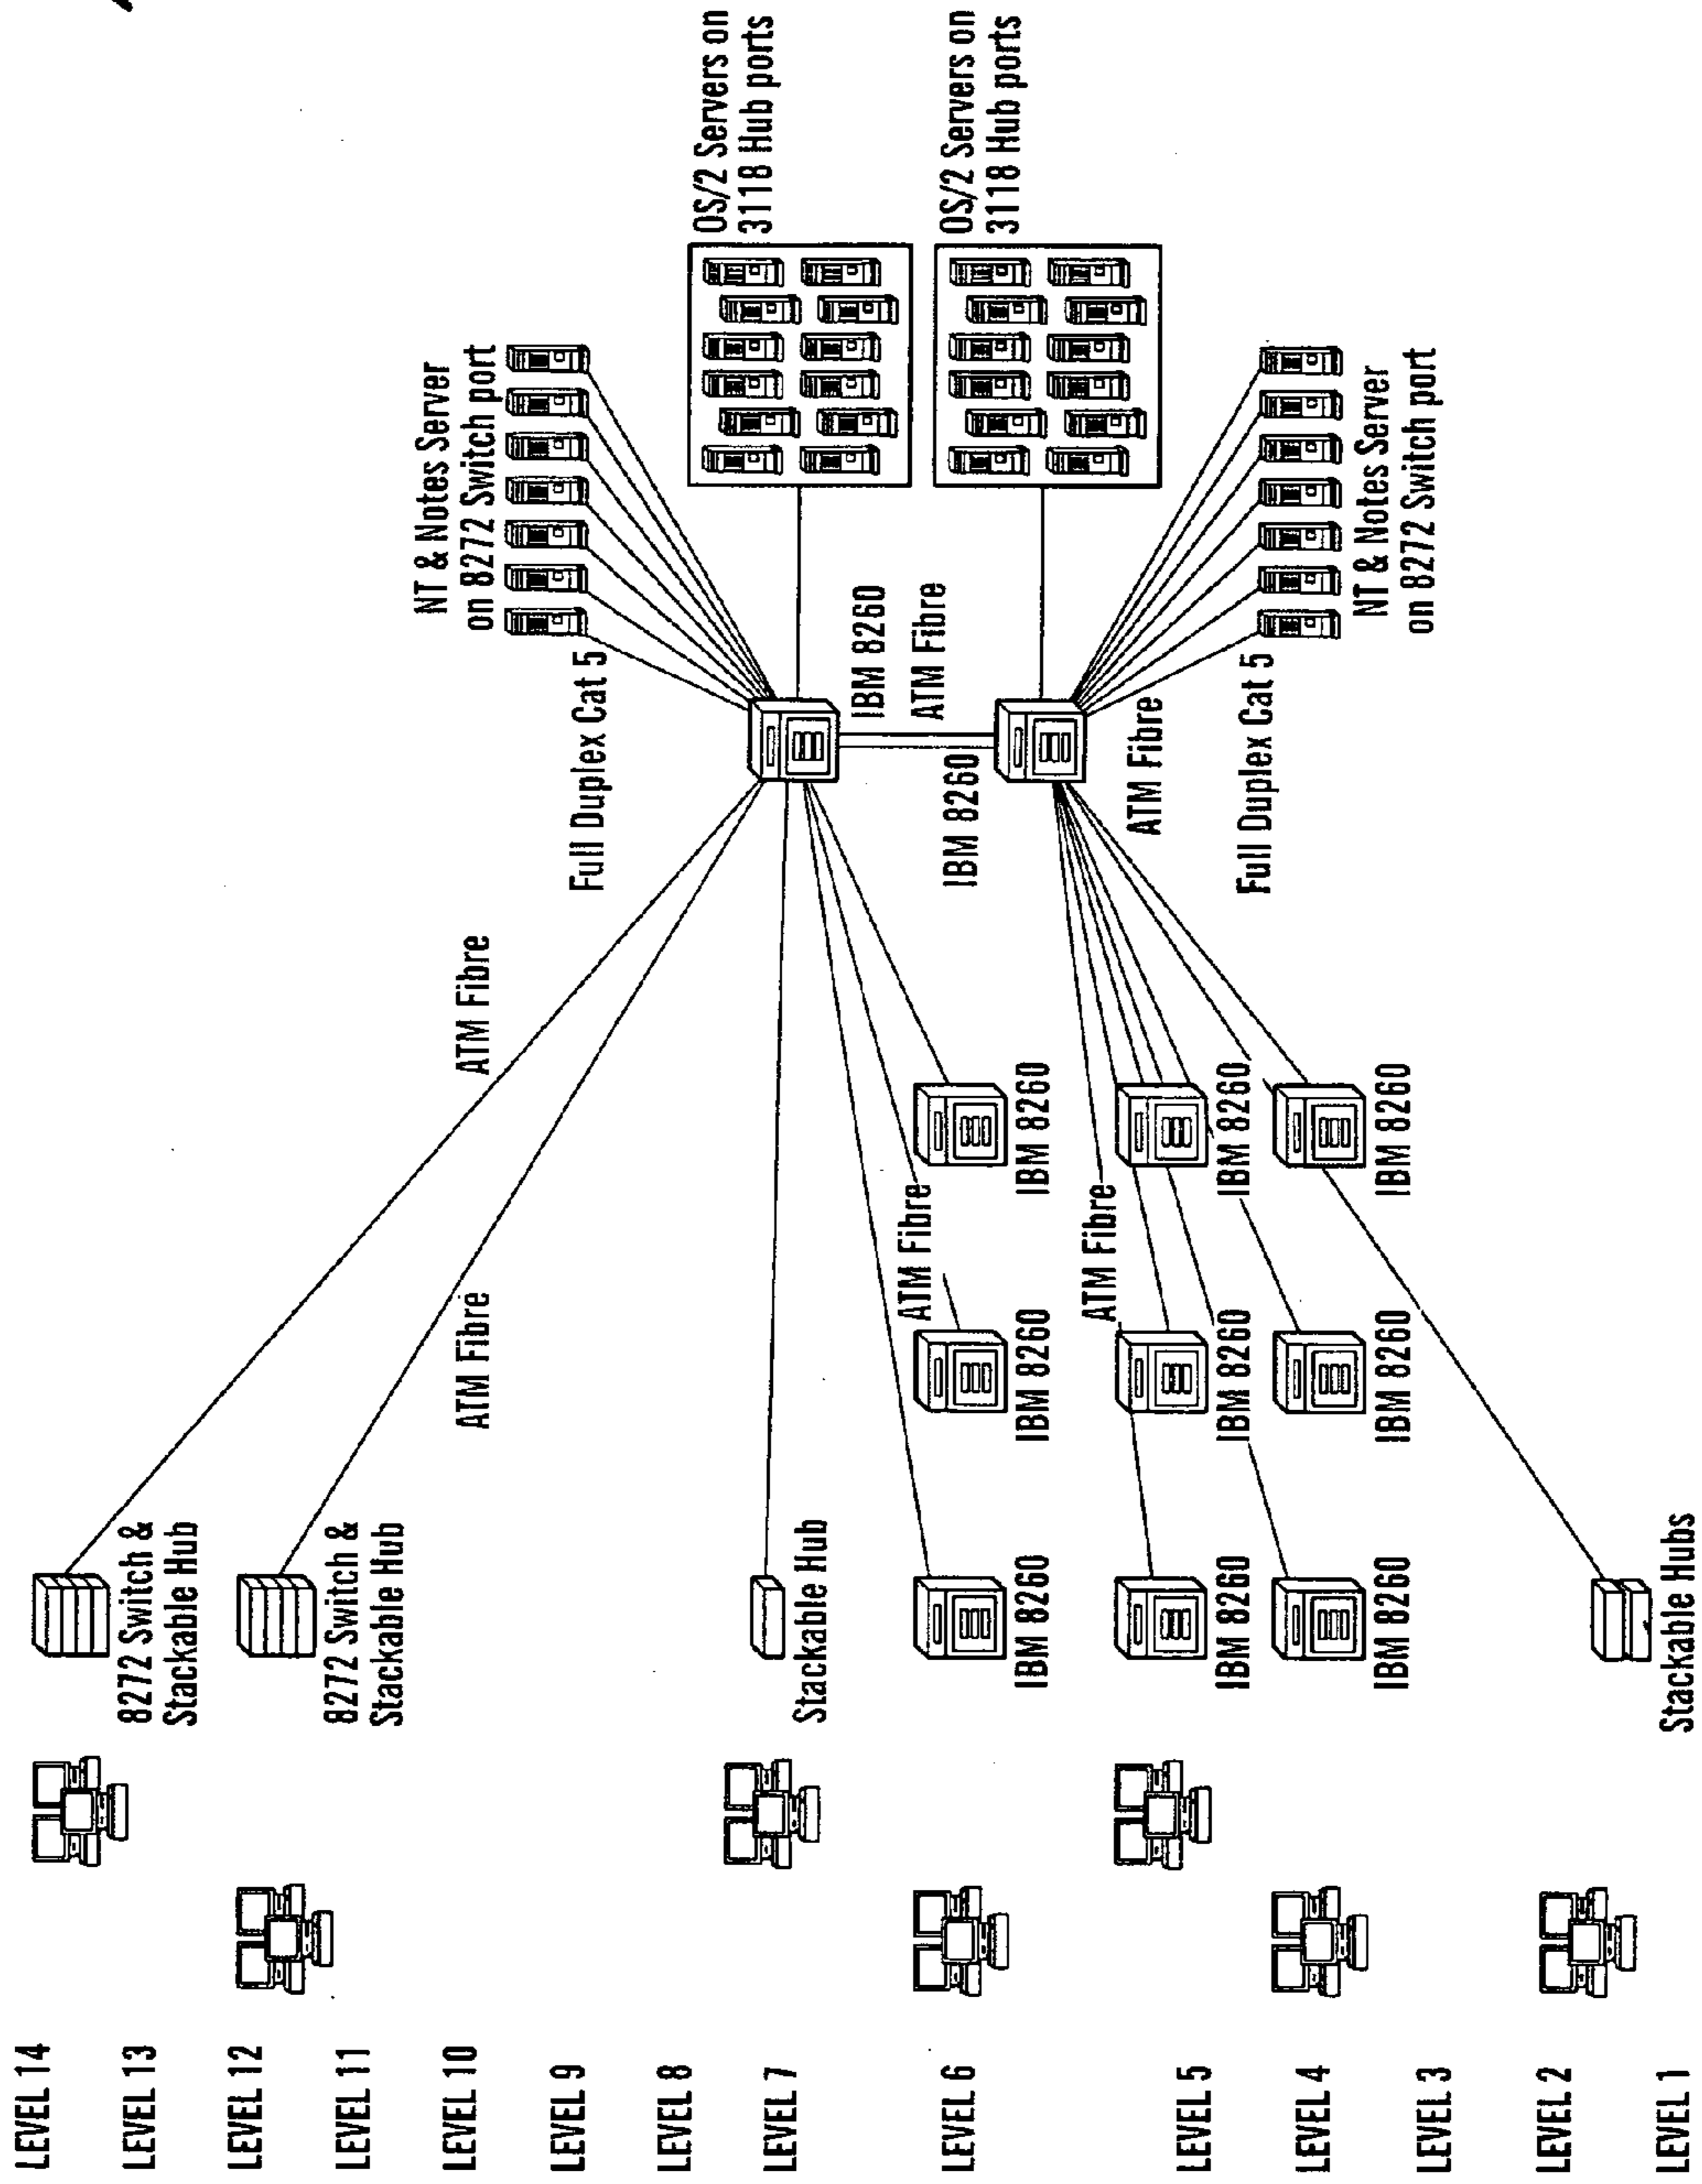 LEVEL 14
LEVEL 13
LEVEL 12
LEVEL 11
LEVEL 10
LEVEL 9
LEVEL 8
LEVEL 7
LEVEL 6
LEVEL 5
LEVEL 4
LEVEL 3
LEVEL 2
LEVEL 1
8272 Switch &
Stackable Hub
8272 Switch &
Stackable Hub
Stackable Hub
IBM 8260
IBM 8260
IBM 8260
Stackable Hubs
IBM 8260
IBM 8260
IBM 8260
IBM 8260
IBM 8260
IBM 8260
ATM Fibre
ATM Fibre
ATM Fibre
ATM Fibre
Full Duplex Cat 5
IBM 8260
ATM Fibre
IBM 8260
ATM Fibre
Full Duplex Cat 5
NT & Notes Server
on 8272 Switch port
NT & Notes Server
on 8272 Switch port
OS/2 Servers on
3118 Hub ports
OS/2 Servers on
3118 Hub ports